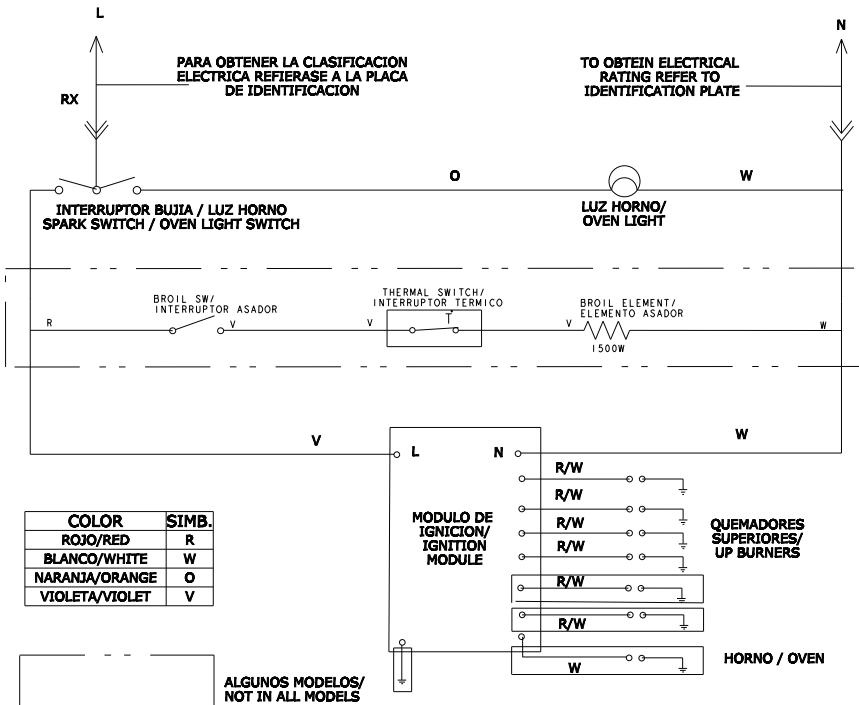 L
N
PARA OBTENER LA CLASIFICACION
ELECTRICA REFIERASE A LA PLACA
DE IDENTIFICACION
TO OBTEIN ELECTRICAL
RATING REFER TO
IDENTIFICATION PLATE
RX
O
W
INTERRUPTOR BUJIA / LUZ HORNO
SPARK SWITCH / OVEN LIGHT SWITCH
LUZ HORNO/
OVEN LIGHT
BROIL SW/
INTERRUPTOR ASADOR
THERMAL SWITCH/
INTERRUPTOR TERMICO
BROIL ELEMENT/
ELEMENTO ASADOR
R
V
V
T
V
1500W
W
V
W
L
N
R/W
R/W
R/W
R/W
R/W
R/W
W
MODULO DE
IGNICION/
IGNITION
MODULE
QUEMADORES
SUPERIORES/
UP BURNERS
HORNO / OVEN
COLOR SIMB.
ROJO/RED R
BLANCO/WHITE W
NARANJA/ORANGE O
VIOLETA/VIOLET V
ALGUNOS MODELOS/
NOT IN ALL MODELS